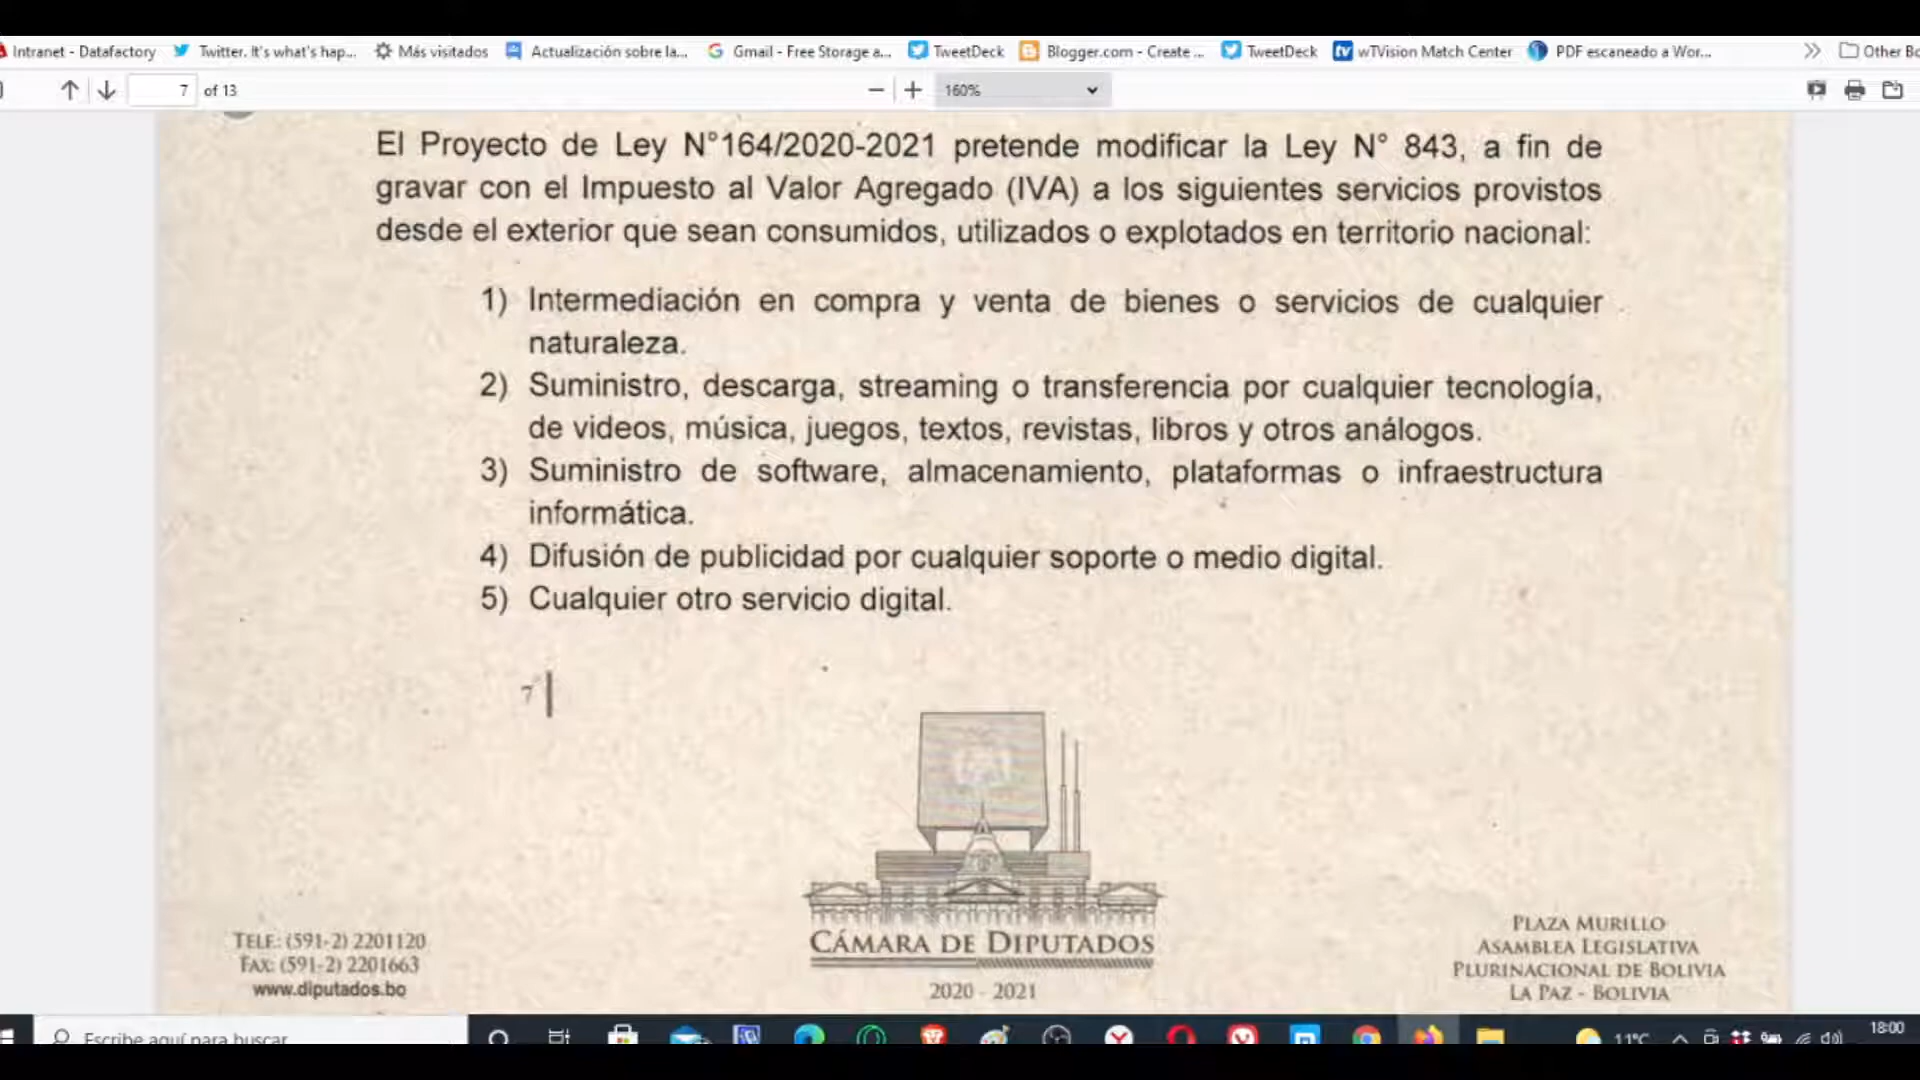 Intranet - Datafactory Twitter. It's what's hap... Más visitados Actualización sobre la... Gmail - Free Storage a... TweetDeck Blogger.com - Create ... TweetDeck wTVision Match Center PDF escaneado a Wor... Other Bo
7 of 13 160%
El Proyecto de Ley N°164/2020-2021 pretende modificar la Ley N° 843, a fin de
gravar con el Impuesto al Valor Agregado (IVA) a los siguientes servicios provistos
desde el exterior que sean consumidos, utilizados o explotados en territorio nacional:
1) Intermediación en compra y venta de bienes o servicios de cualquier
naturaleza.
2) Suministro, descarga, streaming o transferencia por cualquier tecnología,
de videos, música, juegos, textos, revistas, libros y otros análogos.
3) Suministro de software, almacenamiento, plataformas o infraestructura
informática.
4) Difusión de publicidad por cualquier soporte o medio digital.
5) Cualquier otro servicio digital.
7
TELF.: (591-2) 2201120
FAX: (591-2) 2201663
www.diputados.bo
CÁMARA DE DIPUTADOS
2020 - 2021
PLAZA MURILLO
ASAMBLEA LEGISLATIVA
PLURINACIONAL DE BOLIVIA
LA PAZ - BOLIVIA
Escribe aquí para buscar 11°C 18:00